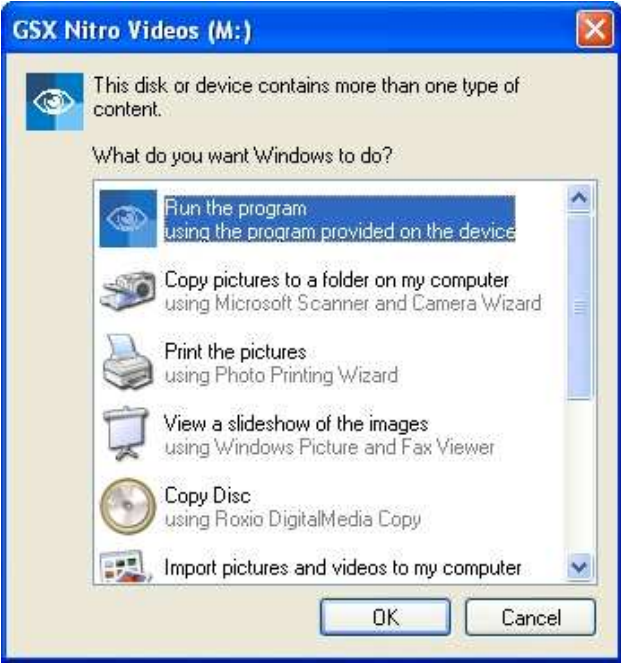 GSX Nitro Videos (M:)
This disk or device contains more than one type of
content.
What do you want Windows to do?
Run the program
using the program provided on the device
Copy pictures to a folder on my computer
using Microsoft Scanner and Camera Wizard
Print the pictures
using Photo Printing Wizard
View a slideshow of the images
using Windows Picture and Fax Viewer
Copy Disc
using Roxio DigitalMedia Copy
Import pictures and videos to my computer
OK
Cancel